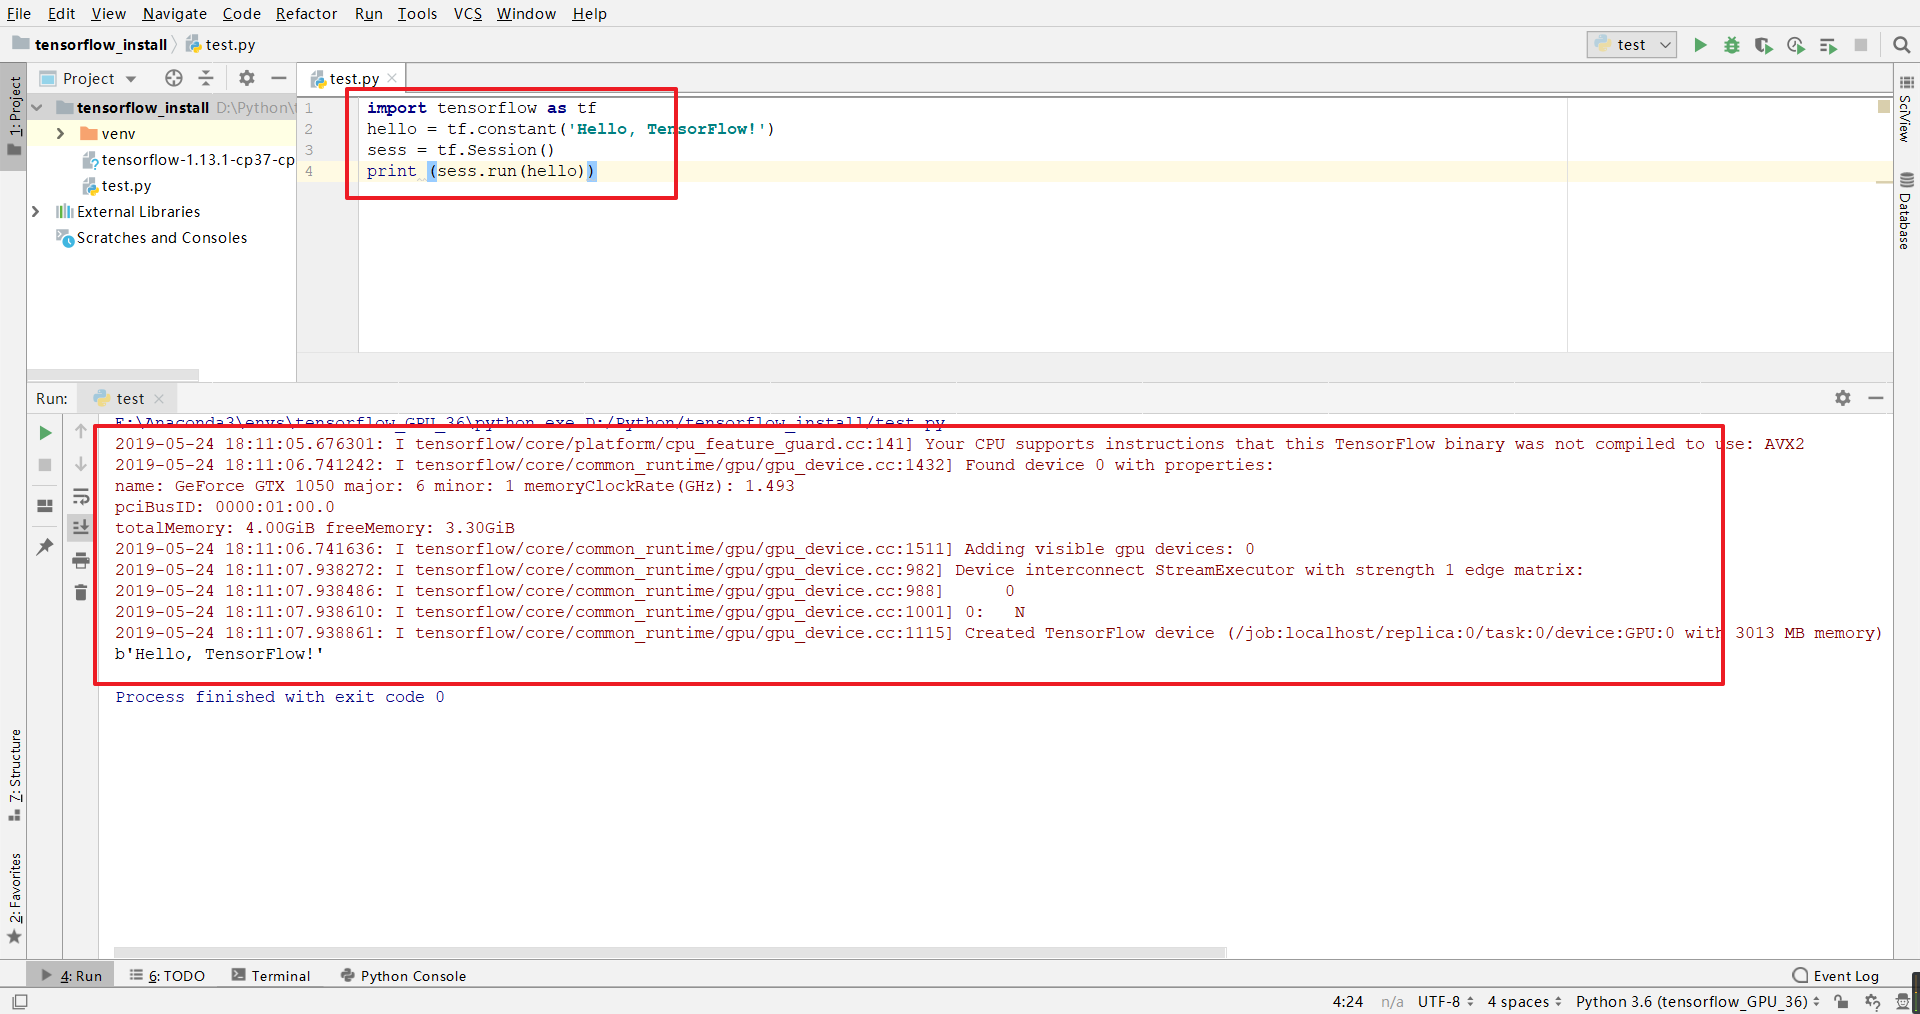 File Edit View Navigate Code Refactor Run Tools VCS Window Help
tensorflow_install test.py
test
1: Project
Project
test.py
tensorflow_install D:\Python\t
venv
tensorflow-1.13.1-cp37-cp
test.py
External Libraries
Scratches and Consoles
1 import tensorflow as tf
2 hello = tf.constant('Hello, TensorFlow!')
3 sess = tf.Session()
4 print (sess.run(hello))
SciView
Database
Run: test
E:\Anaconda3\envs\tensorflow_GPU_36\python.exe D:/Python/tensorflow_install/test.py
2019-05-24 18:11:05.676301: I tensorflow/core/platform/cpu_feature_guard.cc:141] Your CPU supports instructions that this TensorFlow binary was not compiled to use: AVX2
2019-05-24 18:11:06.741242: I tensorflow/core/common_runtime/gpu/gpu_device.cc:1432] Found device 0 with properties:
name: GeForce GTX 1050 major: 6 minor: 1 memoryClockRate(GHz): 1.493
pciBusID: 0000:01:00.0
totalMemory: 4.00GiB freeMemory: 3.30GiB
2019-05-24 18:11:06.741636: I tensorflow/core/common_runtime/gpu/gpu_device.cc:1511] Adding visible gpu devices: 0
2019-05-24 18:11:07.938272: I tensorflow/core/common_runtime/gpu/gpu_device.cc:982] Device interconnect StreamExecutor with strength 1 edge matrix:
2019-05-24 18:11:07.938486: I tensorflow/core/common_runtime/gpu/gpu_device.cc:988]      0
2019-05-24 18:11:07.938610: I tensorflow/core/common_runtime/gpu/gpu_device.cc:1001] 0:   N
2019-05-24 18:11:07.938861: I tensorflow/core/common_runtime/gpu/gpu_device.cc:1115] Created TensorFlow device (/job:localhost/replica:0/task:0/device:GPU:0 with 3013 MB memory)
b'Hello, TensorFlow!'
Process finished with exit code 0
7: Structure
2: Favorites
4: Run 6: TODO Terminal Python Console Event Log
4:24 n/a UTF-8 4 spaces Python 3.6 (tensorflow_GPU_36)